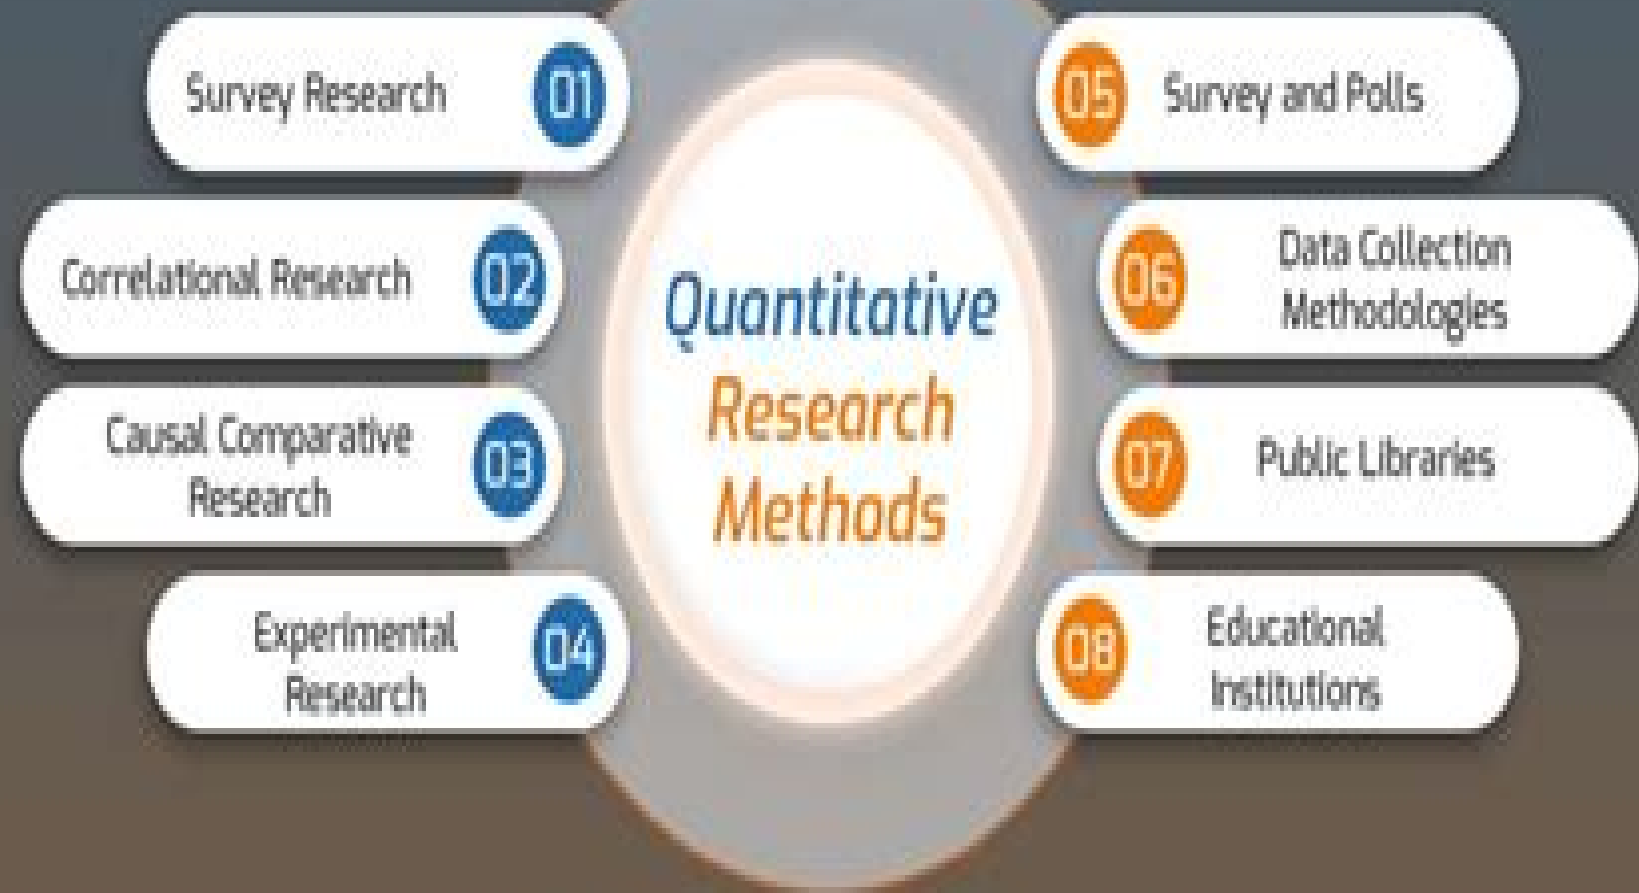 Survey Research
01
Correlational Research
02
Causal Comparative
Research
03
Experimental
Research
04
Quantitative
Research
Methods
05
Survey and Polls
06
Data Collection
Methodologies
07
Public Libraries
08
Educational
Institutions